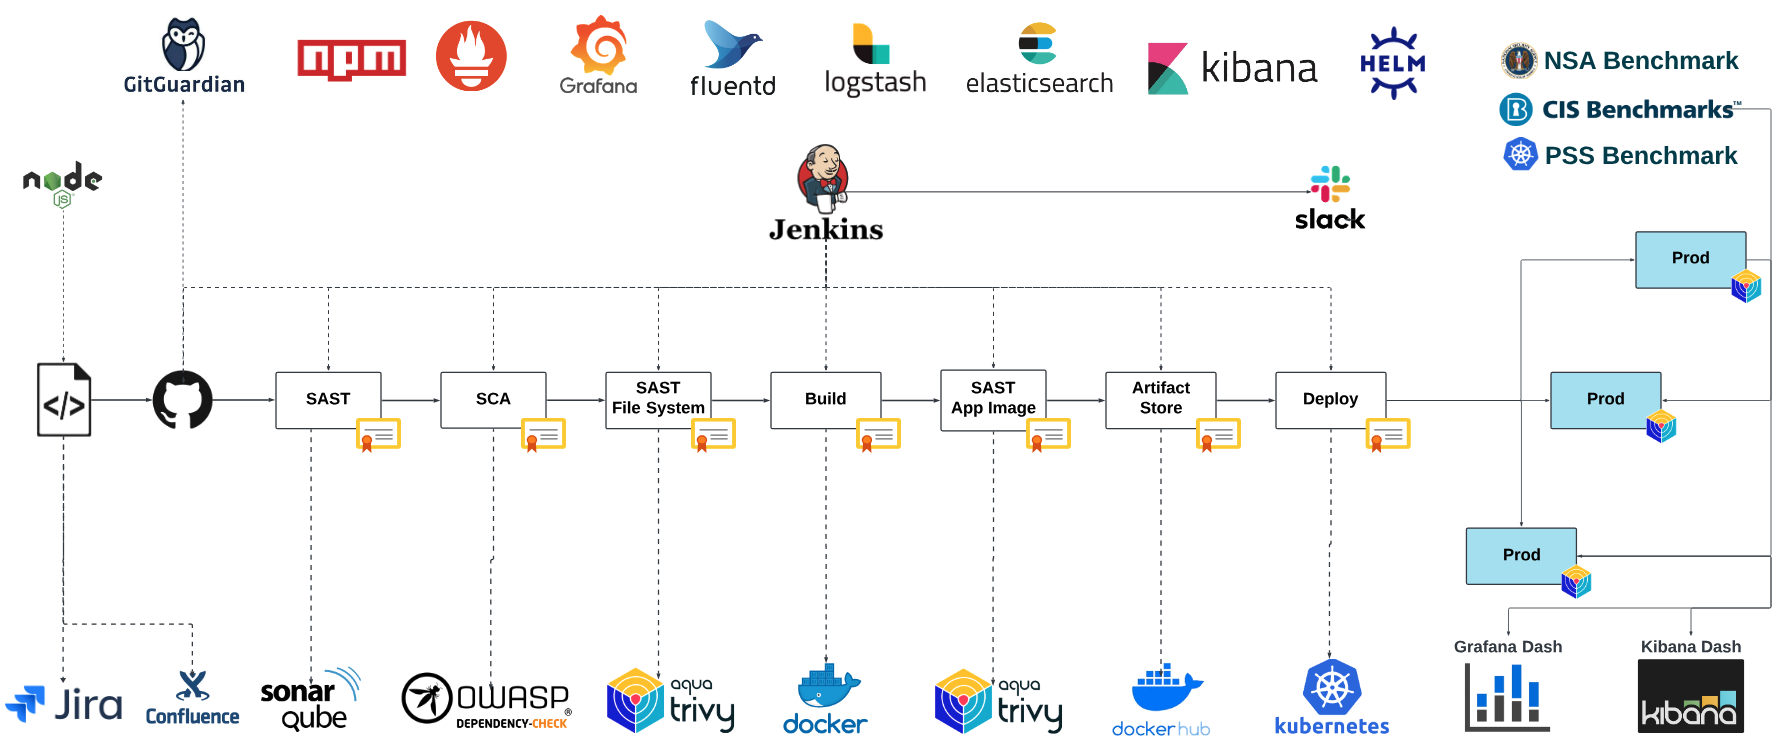 GitGuardian
npm
Grafana
fluentd
logstash
elasticsearch
kibana
HELM
NSA Benchmark
CIS Benchmarks™
PSS Benchmark
node
JS
Jenkins
slack
Prod
SAST
SCA
SAST
File System
Build
SAST
App Image
Artifact
Store
Deploy
Prod
</>
Prod
Grafana Dash
Kibana Dash
Jira
Confluence
sonar
qube
OWASP®
DEPENDENCY-CHECK
aqua
trivy
docker
aqua
trivy
dockerhub
kubernetes
kibana